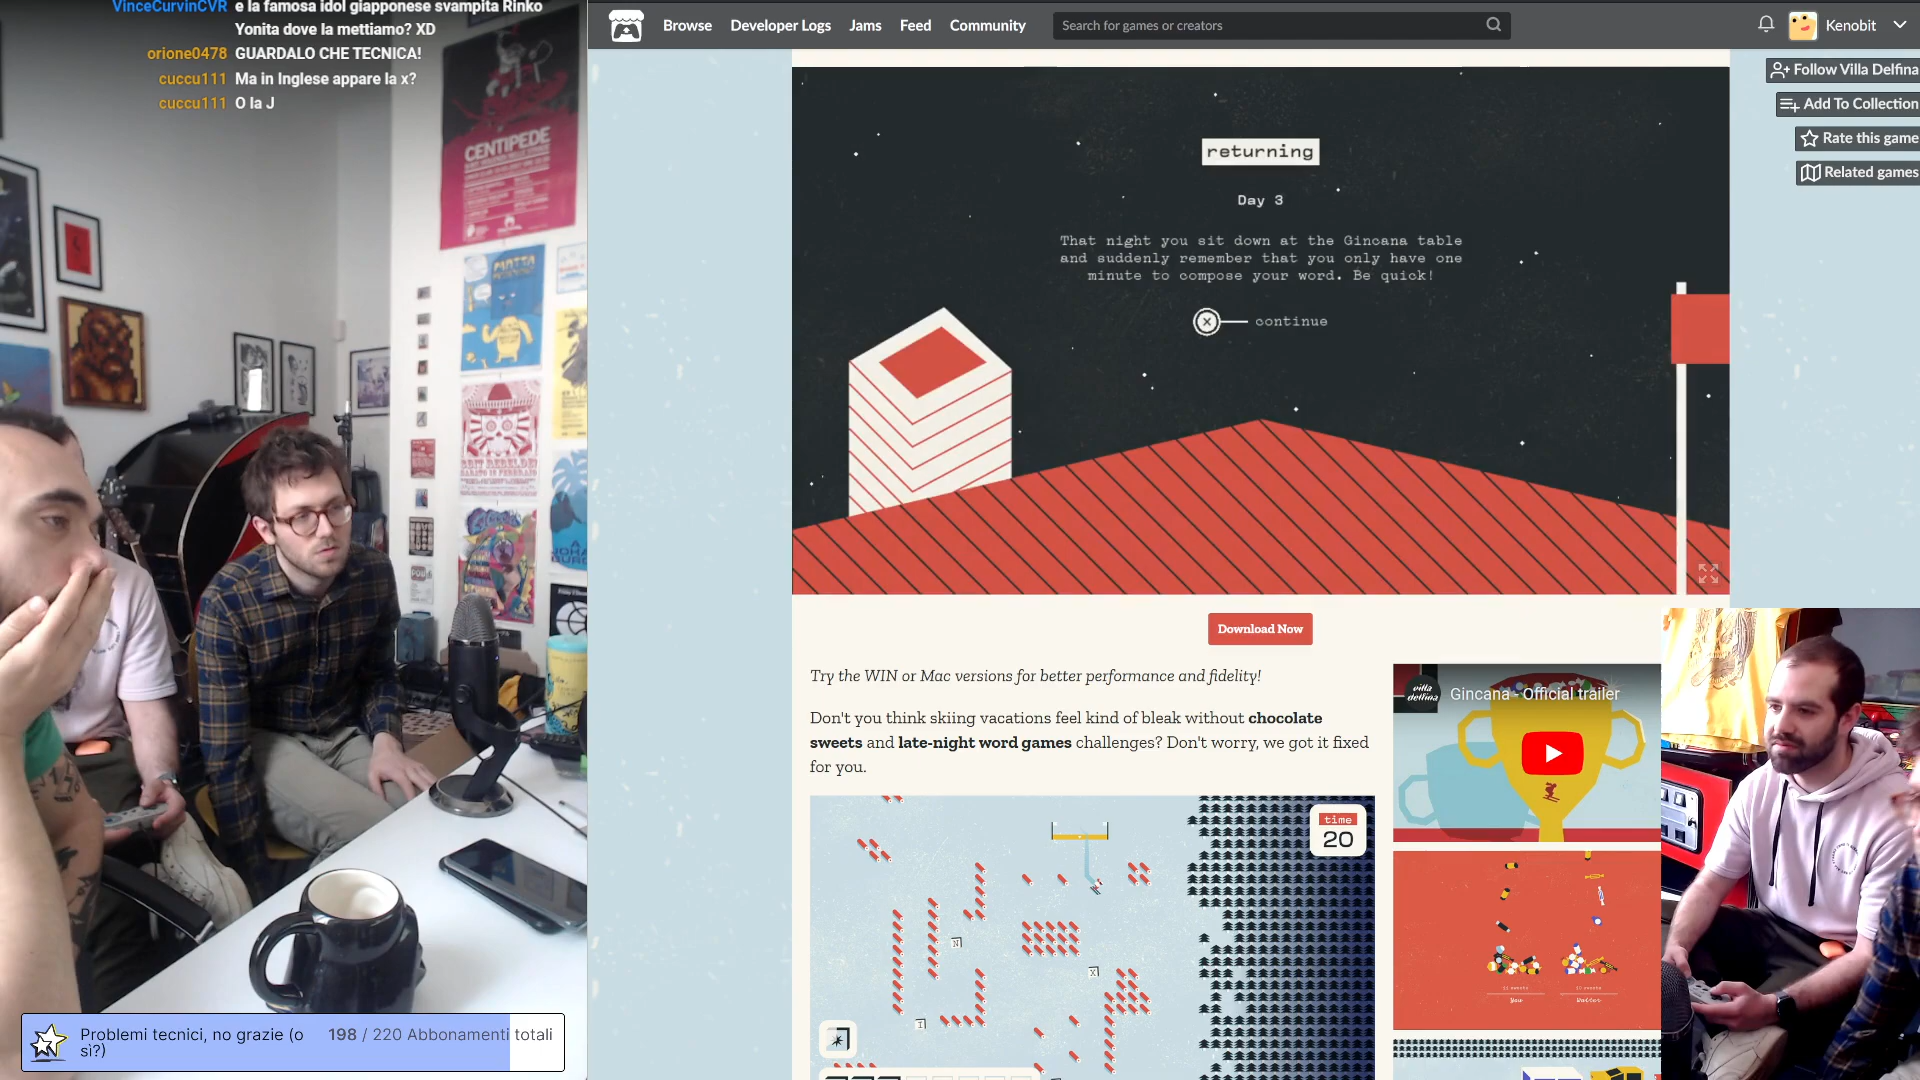 VinceCurvinCVR e la famosa idol giapponese svampita Rinko
Yonita dove la mettiamo? XD
orione0478 GUARDALO CHE TECNICA!
cuccu111 Ma in Inglese appare la x?
cuccu111 O la J
CENTIPEDE
Problemi tecnici, no grazie (o
sì?)
198 / 220 Abbonamenti totali
Browse Developer Logs Jams Feed Community
Search for games or creators
Kenobit
Follow Villa Delfina
Add To Collection
Rate this game
Related games
returning
Day 3
That night you sit down at the Gincana table
and suddenly remember that you only have one
minute to compose your word. Be quick!
continue
Download Now
Try the WIN or Mac versions for better performance and fidelity!
Don't you think skiing vacations feel kind of bleak without chocolate
sweets and late-night word games challenges? Don't worry, we got it fixed
for you.
time
20
N
X
I
villa
delfina
Gincana - Official trailer
You